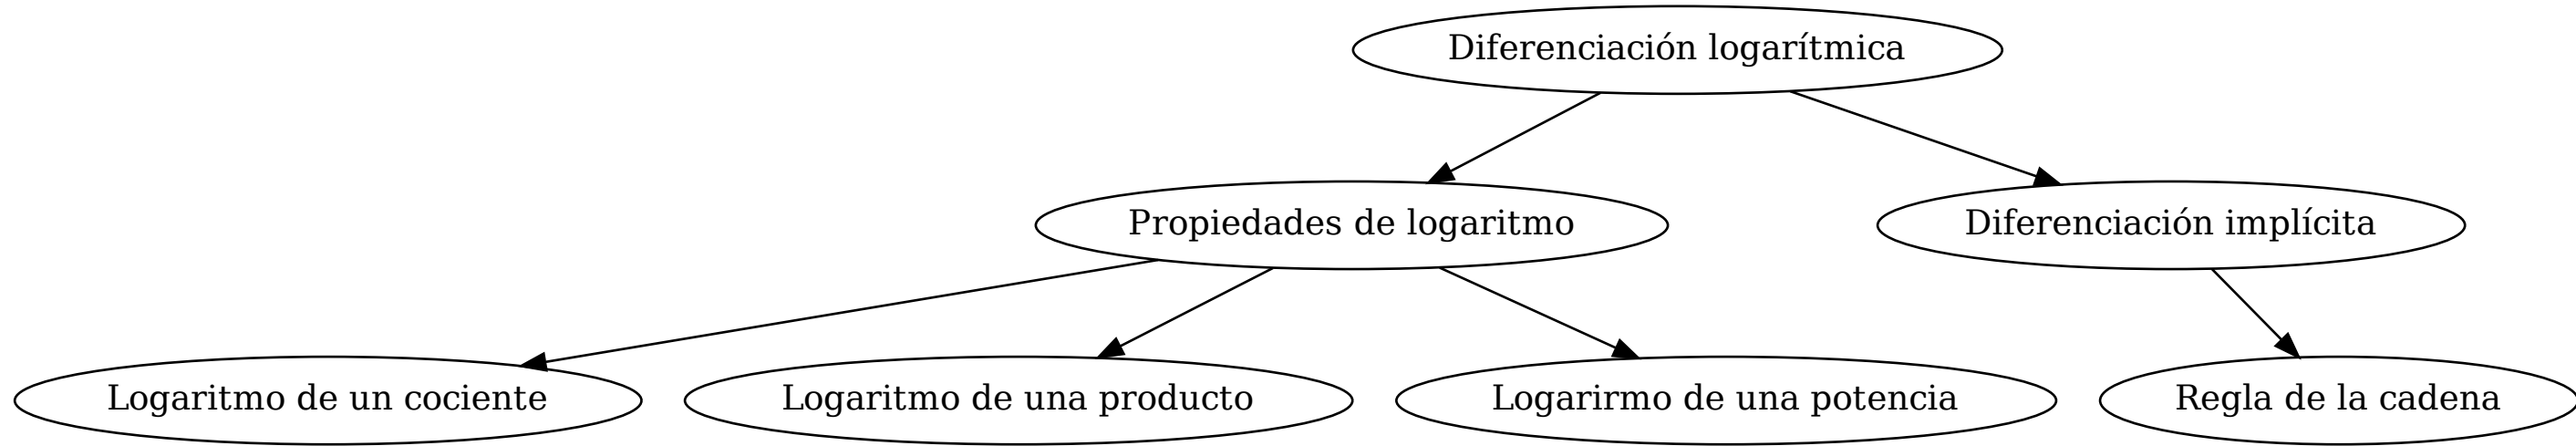 Diferenciación logarítmica
Propiedades de logaritmo
Diferenciación implícita
Logaritmo de un cociente
Logaritmo de una producto
Logarirmo de una potencia
Regla de la cadena